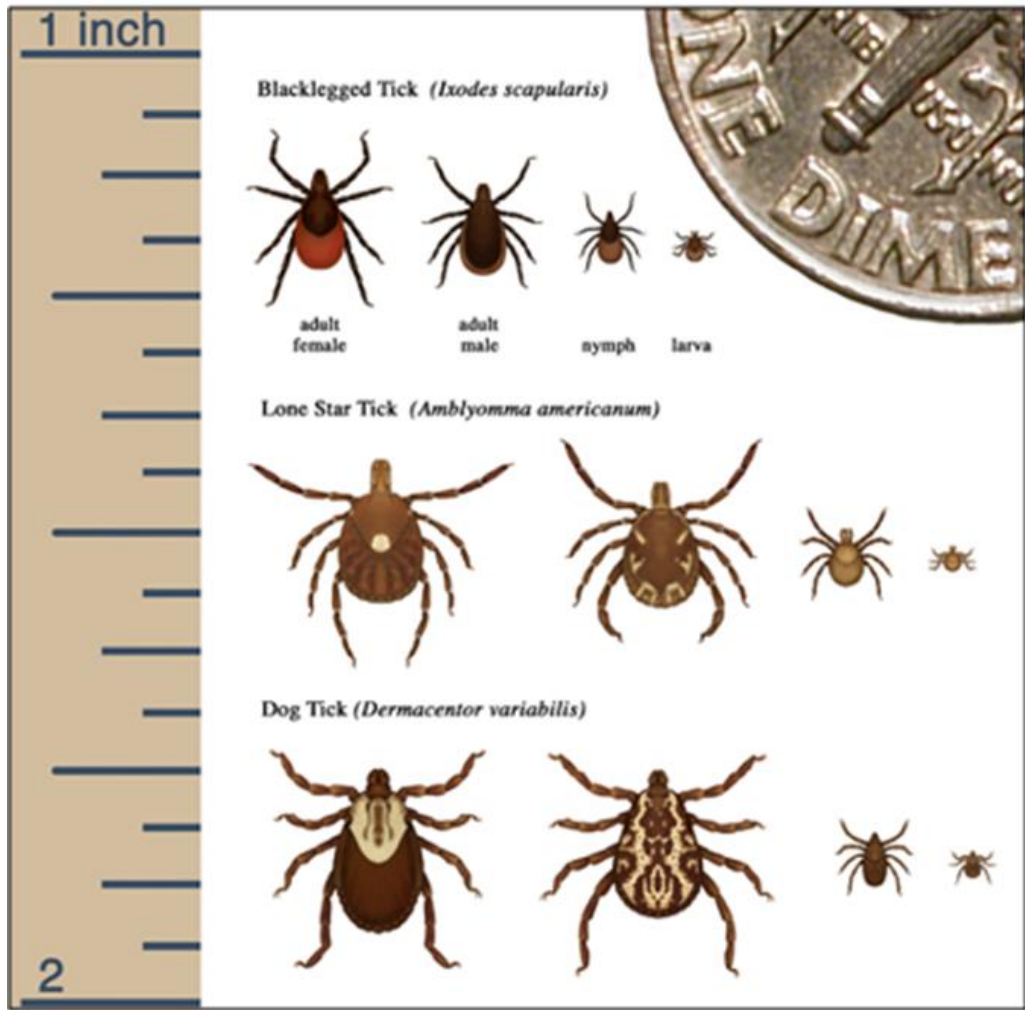 1 inch
Blacklegged Tick (Ixodes scapularis)
adult
female
adult
male
nymph
larva
Lone Star Tick (Amblyomma americanum)
Dog Tick (Dermacentor variabilis)
2
ONE DIME